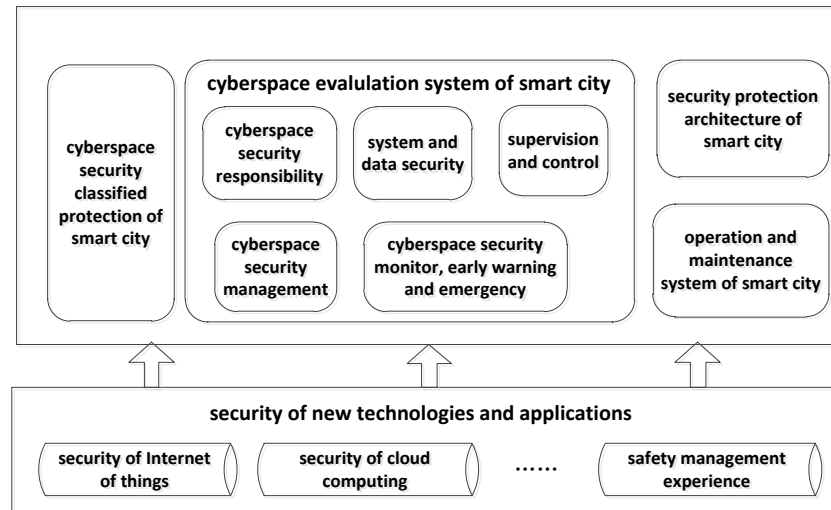 cyberspace
security
classified
protection of
smart city
cyberspace evalulation system of smart city
cyberspace
security
responsibility
system and
data security
supervision
and control
cyberspace
security
management
cyberspace security
monitor, early warning
and emergency
security protection
architecture of
smart city
operation and
maintenance
system of smart city
security of new technologies and applications
security of Internet
of things
security of cloud
computing
……
safety management
experience